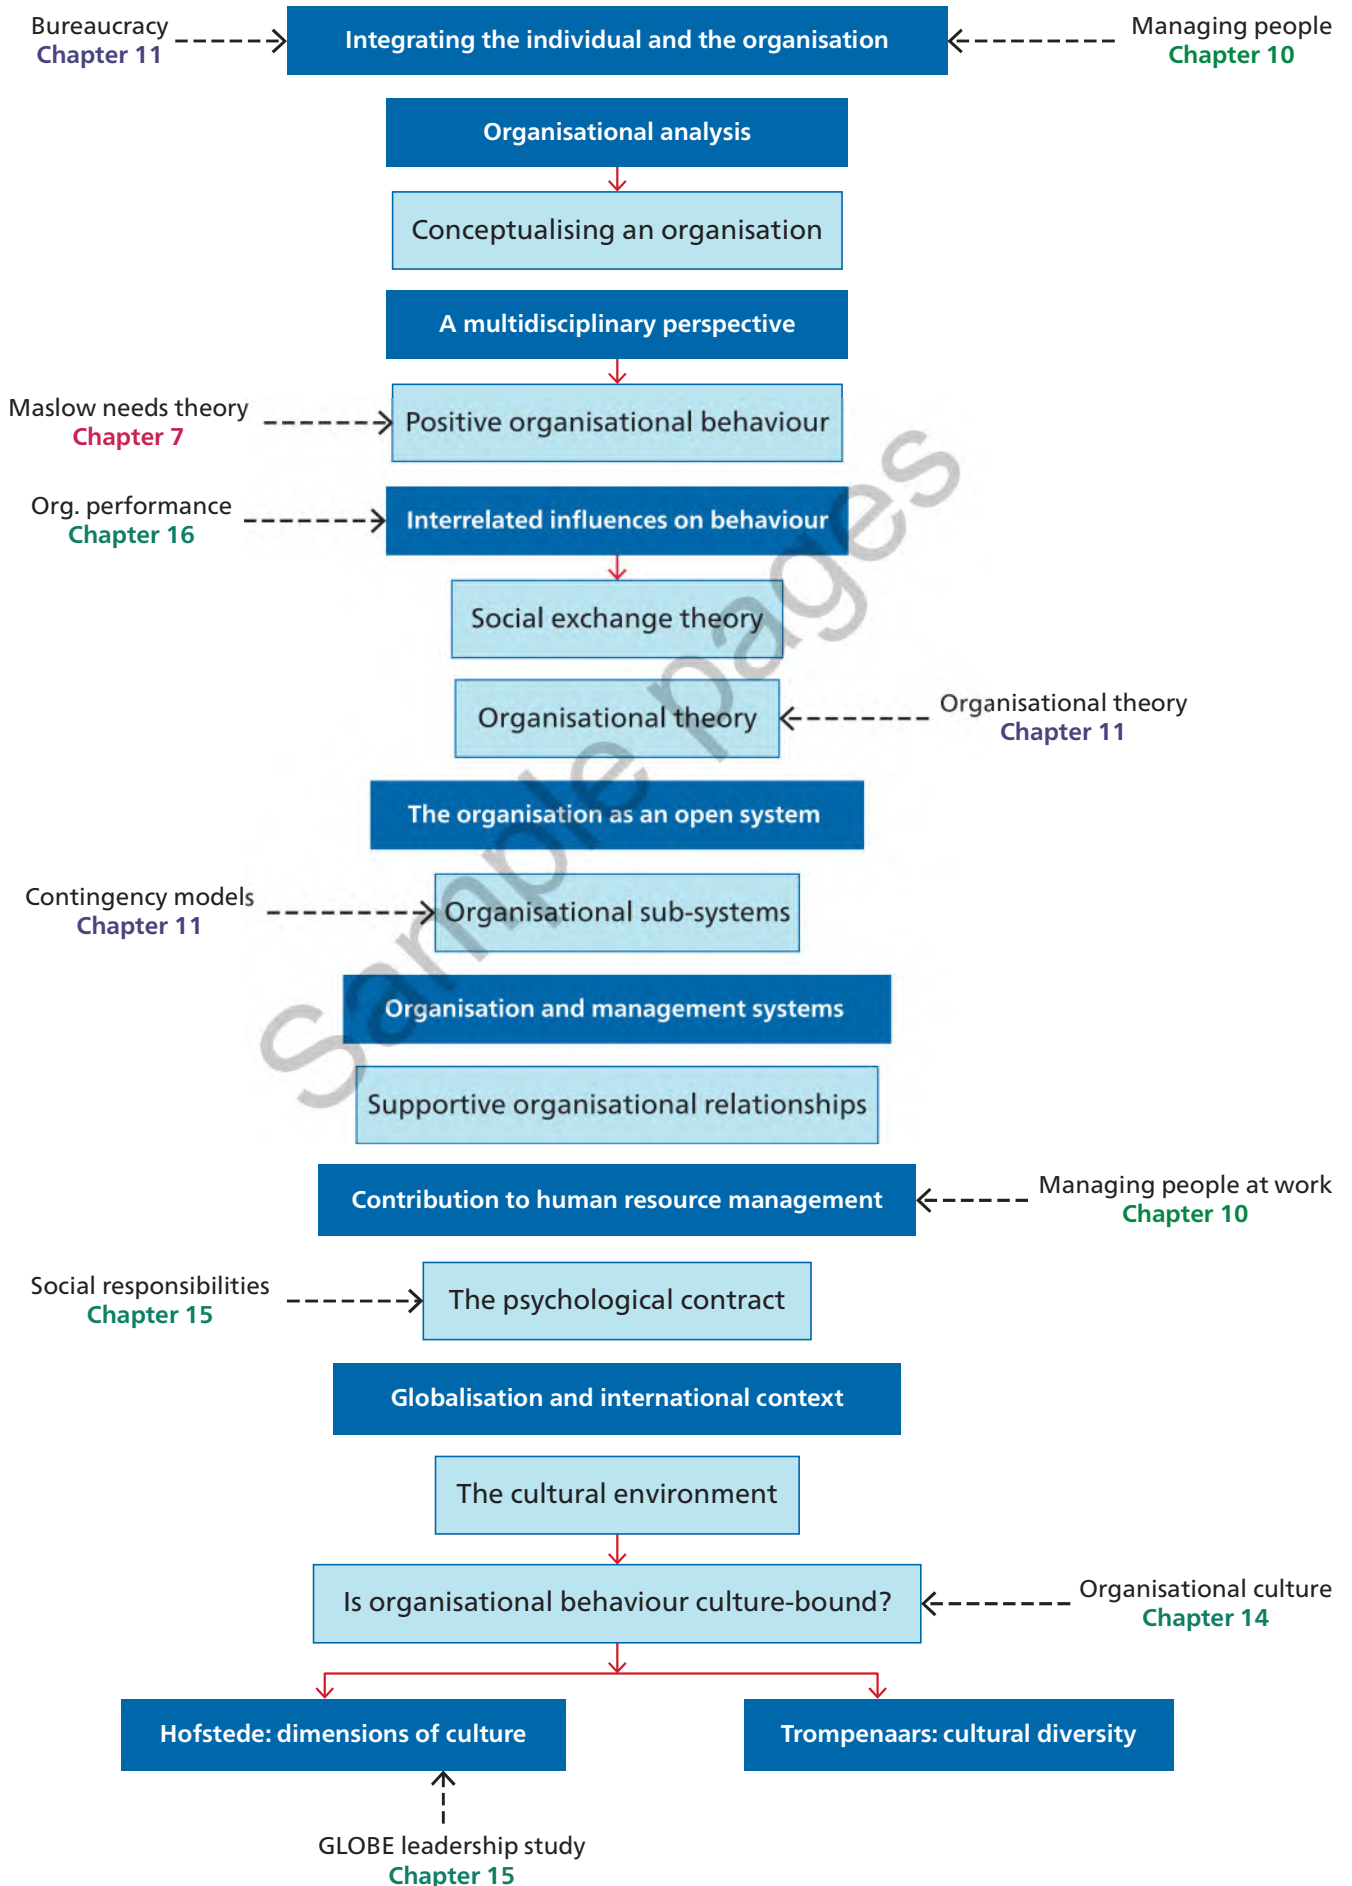 Bureaucracy
Chapter 11
Integrating the individual and the organisation
Managing people
Chapter 10
Organisational analysis
Conceptualising an organisation
A multidisciplinary perspective
Maslow needs theory
Chapter 7
Positive organisational behaviour
Org. performance
Chapter 16
Interrelated influences on behaviour
Social exchange theory
Organisational theory
Organisational theory
Chapter 11
The organisation as an open system
Contingency models
Chapter 11
Organisational sub-systems
Organisation and management systems
Supportive organisational relationships
Contribution to human resource management
Managing people at work
Chapter 10
Social responsibilities
Chapter 15
The psychological contract
Globalisation and international context
The cultural environment
Is organisational behaviour culture-bound?
Organisational culture
Chapter 14
Hofstede: dimensions of culture
Trompenaars: cultural diversity
GLOBE leadership study
Chapter 15
Sample pages